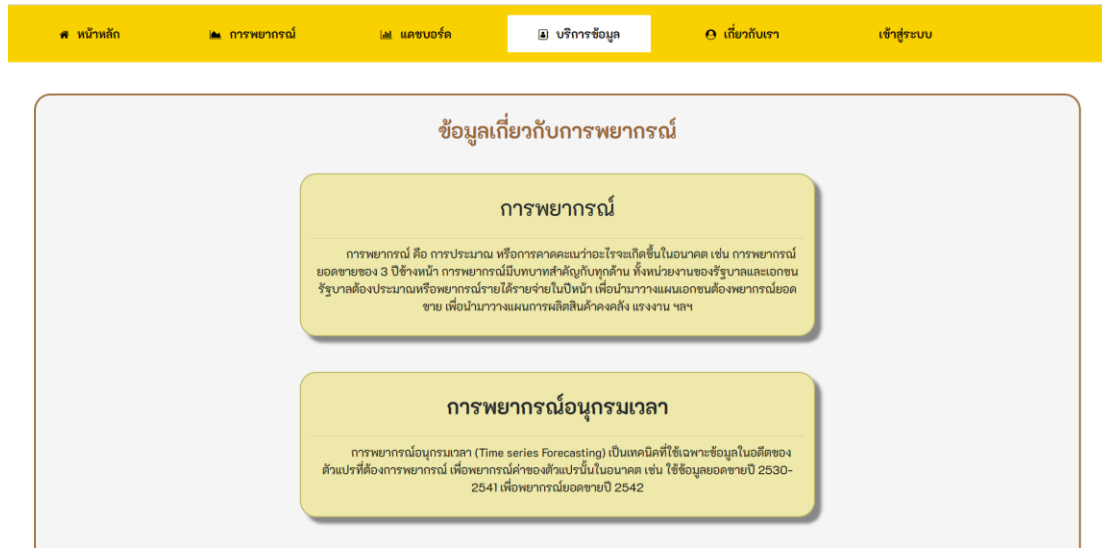 หน้าหลัก การพยากรณ์ แดชบอร์ด บริการข้อมูล เกี่ยวกับเรา เข้าสู่ระบบ
ข้อมูลเกี่ยวกับการพยากรณ์
การพยากรณ์
การพยากรณ์ คือ การประมาณ หรือการคาดคะเนว่าอะไรจะเกิดขึ้นในอนาคต เช่น การพยากรณ์
ยอดขายของ 3 ปีข้างหน้า การพยากรณ์มีบทบาทสำคัญกับทุกด้าน ทั้งหน่วยงานของรัฐบาลและเอกชน
รัฐบาลต้องประมาณหรือพยากรณ์รายได้รายจ่ายในปีหน้า เพื่อนำมาวางแผนเอกชนต้องพยากรณ์ยอด
ขาย เพื่อนำมาวางแผนการผลิตสินค้าคงคลัง แรงงาน ฯลฯ
การพยากรณ์อนุกรมเวลา
การพยากรณ์อนุกรมเวลา (Time series Forecasting) เป็นเทคนิคที่ใช้เฉพาะข้อมูลในอดีตของ
ตัวแปรที่ต้องการพยากรณ์ เพื่อพยากรณ์ค่าของตัวแปรนั้นในอนาคต เช่น ใช้ข้อมูลยอดขายปี 2530-
2541 เพื่อพยากรณ์ยอดขายปี 2542